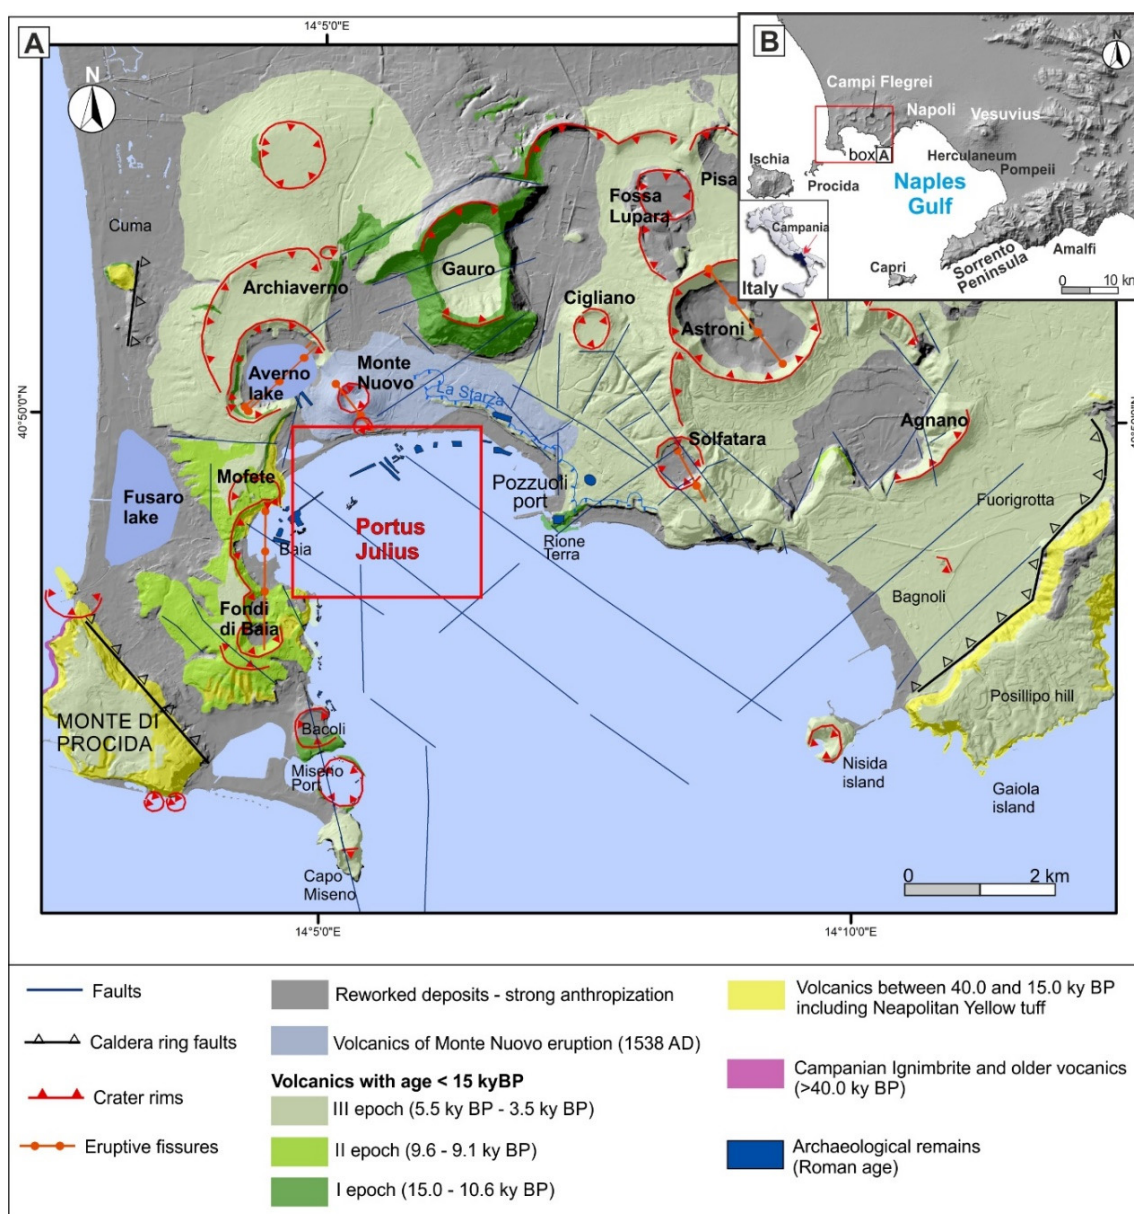 A
14°5'0"E
N
B
N
Campi Flegrei
Napoli
Vesuvius
box A
Herculaneum
Pompeii
Ischia
Procida
Naples
Gulf
Campania
Sorrento
Peninsula
Amalfi
Capri
Italy
0 10 km
Cuma
Fossa
Lupara
Pisa
Gauro
Archiaverno
Cigliano
Astroni
Averno
lake
Monte
Nuovo
La Starza
40°50'0"N
Agnano
Solfatara
Mofete
Fusaro
lake
Pozzuoli
port
Fuorigrotta
Portus
Julius
Baia
Rione
Terra
Bagnoli
Fondi
di Baia
Posillipo hill
MONTE DI
PROCIDA
Bacoli
Miseno
Port
Nisida
island
Gaiola
island
Capo
Miseno
0 2 km
14°5'0"E
14°10'0"E
Faults
Caldera ring faults
Crater rims
Eruptive fissures
Reworked deposits - strong anthropization
Volcanics of Monte Nuovo eruption (1538 AD)
Volcanics with age < 15 kyBP
III epoch (5.5 ky BP - 3.5 ky BP)
II epoch (9.6 - 9.1 ky BP)
I epoch (15.0 - 10.6 ky BP)
Volcanics between 40.0 and 15.0 ky BP
including Neapolitan Yellow tuff
Campanian Ignimbrite and older vocanics
(>40.0 ky BP)
Archaeological remains
(Roman age)